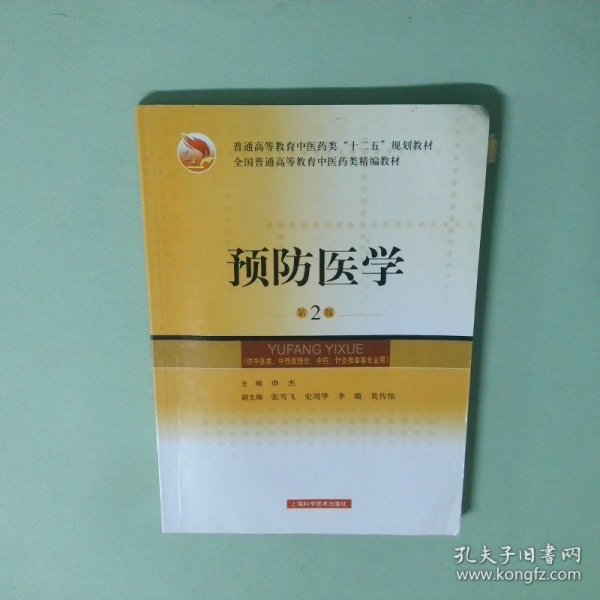 普通高等教育中医药类“十二五”规划教材
全国普通高等教育中医药类精编教材
预防医学
第2版
YUFANG YIXUE
(供中医类、中西医结合、中药、针灸推拿等专业用)
主 编 申 杰
副主编 张雪飞 史周华 李 璐 莫传伟
上海科学技术出版社
孔夫子旧书网
www.kongfz.com